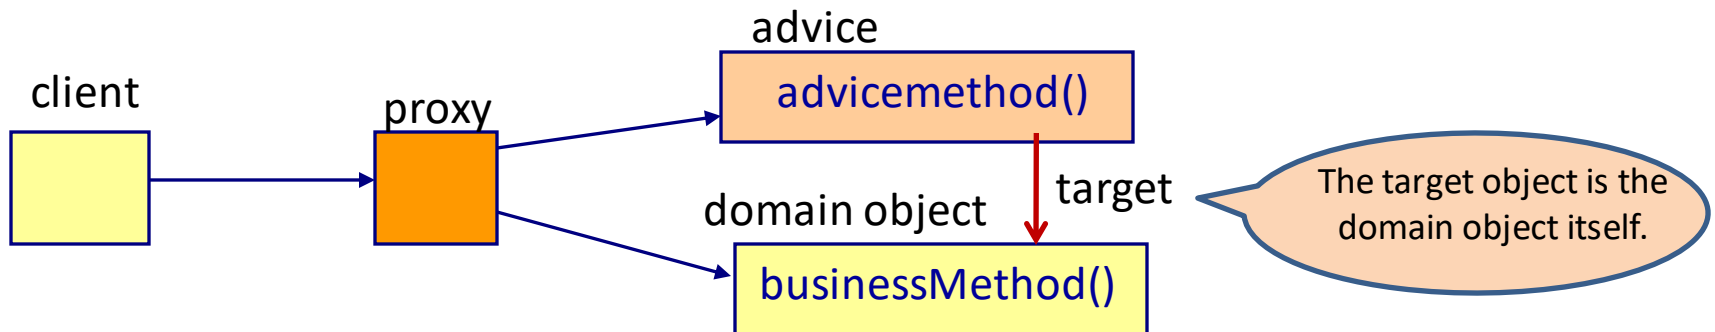 advice
client
advicemethod()
proxy
target
The target object is the
domain object itself.
domain object
businessMethod()